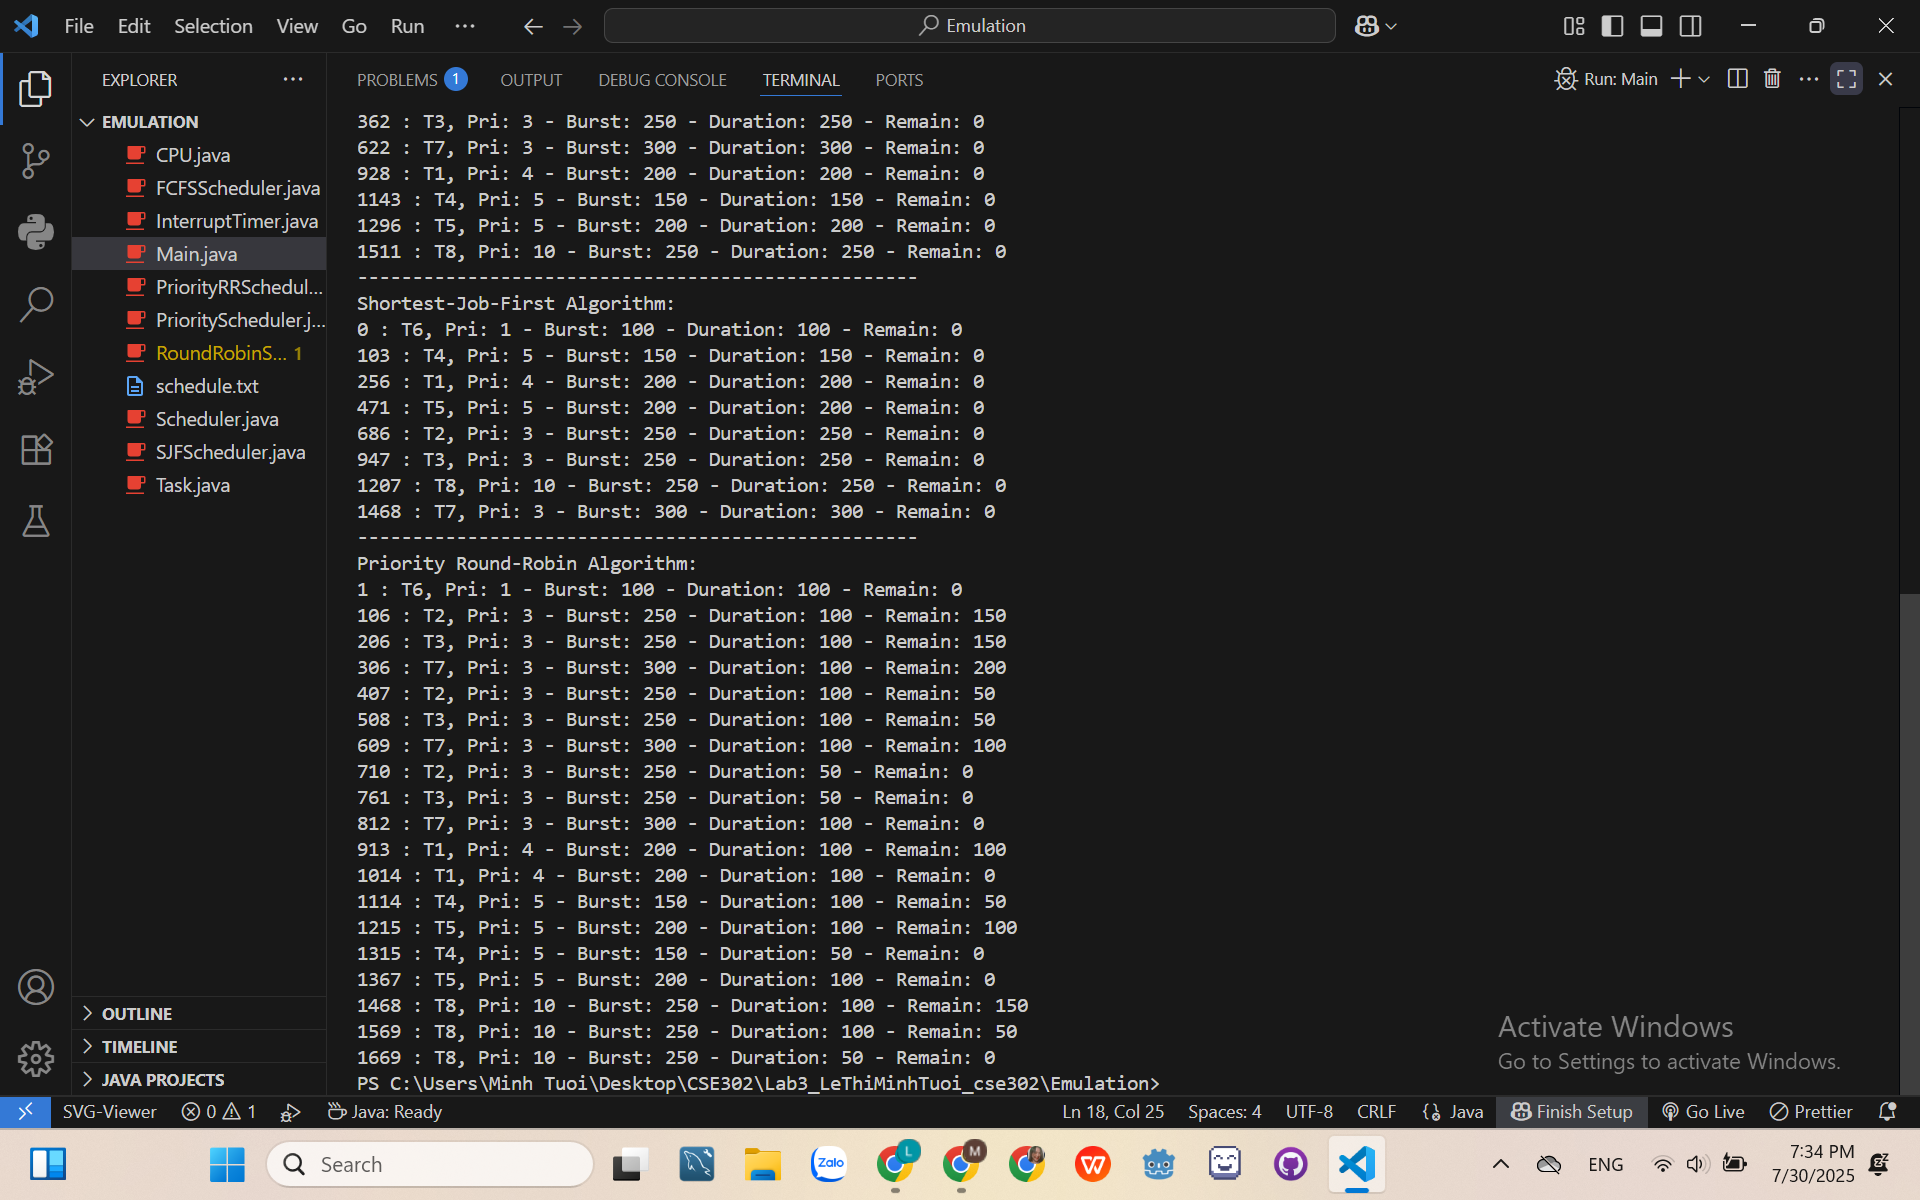 File Edit Selection View Go Run ··· Emulation
EXPLORER ···
EMULATION
CPU.java
FCFSScheduler.java
InterruptTimer.java
Main.java
PriorityRRSchedul...
PriorityScheduler.j...
RoundRobinS... 1
schedule.txt
Scheduler.java
SJFScheduler.java
Task.java
OUTLINE
TIMELINE
JAVA PROJECTS
PROBLEMS 1 OUTPUT DEBUG CONSOLE TERMINAL PORTS Run: Main ···
362 : T3, Pri: 3 - Burst: 250 - Duration: 250 - Remain: 0
622 : T7, Pri: 3 - Burst: 300 - Duration: 300 - Remain: 0
928 : T1, Pri: 4 - Burst: 200 - Duration: 200 - Remain: 0
1143 : T4, Pri: 5 - Burst: 150 - Duration: 150 - Remain: 0
1296 : T5, Pri: 5 - Burst: 200 - Duration: 200 - Remain: 0
1511 : T8, Pri: 10 - Burst: 250 - Duration: 250 - Remain: 0
---------------------------------------------------
Shortest-Job-First Algorithm:
0 : T6, Pri: 1 - Burst: 100 - Duration: 100 - Remain: 0
103 : T4, Pri: 5 - Burst: 150 - Duration: 150 - Remain: 0
256 : T1, Pri: 4 - Burst: 200 - Duration: 200 - Remain: 0
471 : T5, Pri: 5 - Burst: 200 - Duration: 200 - Remain: 0
686 : T2, Pri: 3 - Burst: 250 - Duration: 250 - Remain: 0
947 : T3, Pri: 3 - Burst: 250 - Duration: 250 - Remain: 0
1207 : T8, Pri: 10 - Burst: 250 - Duration: 250 - Remain: 0
1468 : T7, Pri: 3 - Burst: 300 - Duration: 300 - Remain: 0
---------------------------------------------------
Priority Round-Robin Algorithm:
1 : T6, Pri: 1 - Burst: 100 - Duration: 100 - Remain: 0
106 : T2, Pri: 3 - Burst: 250 - Duration: 100 - Remain: 150
206 : T3, Pri: 3 - Burst: 250 - Duration: 100 - Remain: 150
306 : T7, Pri: 3 - Burst: 300 - Duration: 100 - Remain: 200
407 : T2, Pri: 3 - Burst: 250 - Duration: 100 - Remain: 50
508 : T3, Pri: 3 - Burst: 250 - Duration: 100 - Remain: 50
609 : T7, Pri: 3 - Burst: 300 - Duration: 100 - Remain: 100
710 : T2, Pri: 3 - Burst: 250 - Duration: 50 - Remain: 0
761 : T3, Pri: 3 - Burst: 250 - Duration: 50 - Remain: 0
812 : T7, Pri: 3 - Burst: 300 - Duration: 100 - Remain: 0
913 : T1, Pri: 4 - Burst: 200 - Duration: 100 - Remain: 100
1014 : T1, Pri: 4 - Burst: 200 - Duration: 100 - Remain: 0
1114 : T4, Pri: 5 - Burst: 150 - Duration: 100 - Remain: 50
1215 : T5, Pri: 5 - Burst: 200 - Duration: 100 - Remain: 100
1315 : T4, Pri: 5 - Burst: 150 - Duration: 50 - Remain: 0
1367 : T5, Pri: 5 - Burst: 200 - Duration: 100 - Remain: 0
1468 : T8, Pri: 10 - Burst: 250 - Duration: 100 - Remain: 150
1569 : T8, Pri: 10 - Burst: 250 - Duration: 100 - Remain: 50
1669 : T8, Pri: 10 - Burst: 250 - Duration: 50 - Remain: 0
PS C:\Users\Minh Tuoi\Desktop\CSE302\Lab3_LeThiMinhTuoi_cse302\Emulation>
Activate Windows
Go to Settings to activate Windows.
SVG-Viewer 0 1 Java: Ready Ln 18, Col 25 Spaces: 4 UTF-8 CRLF Java Finish Setup Go Live Prettier
Search Zalo L M W ENG 7:34 PM
7/30/2025